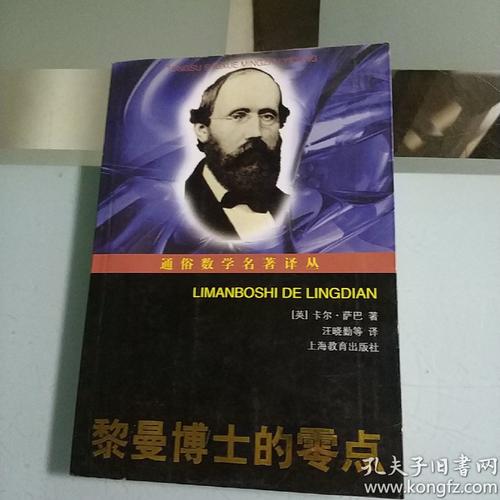 通俗数学名著译丛
LIMANBOSHI DE LINGDIAN
[英] 卡尔·萨巴 著
汪晓勤等 译
上海教育出版社
黎曼博士的零点
孔夫子旧书网
www.kongfz.com